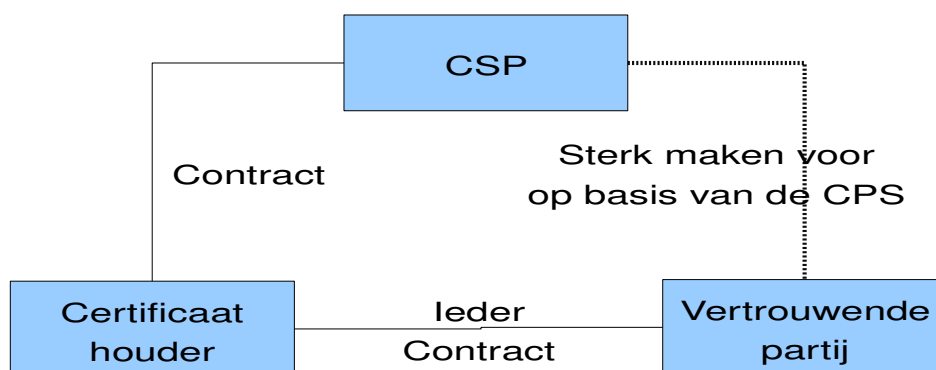 CSP
Contract
Sterk maken voor
op basis van de CPS
Certificaat
houder
Ieder
Contract
Vertrouwende
partij